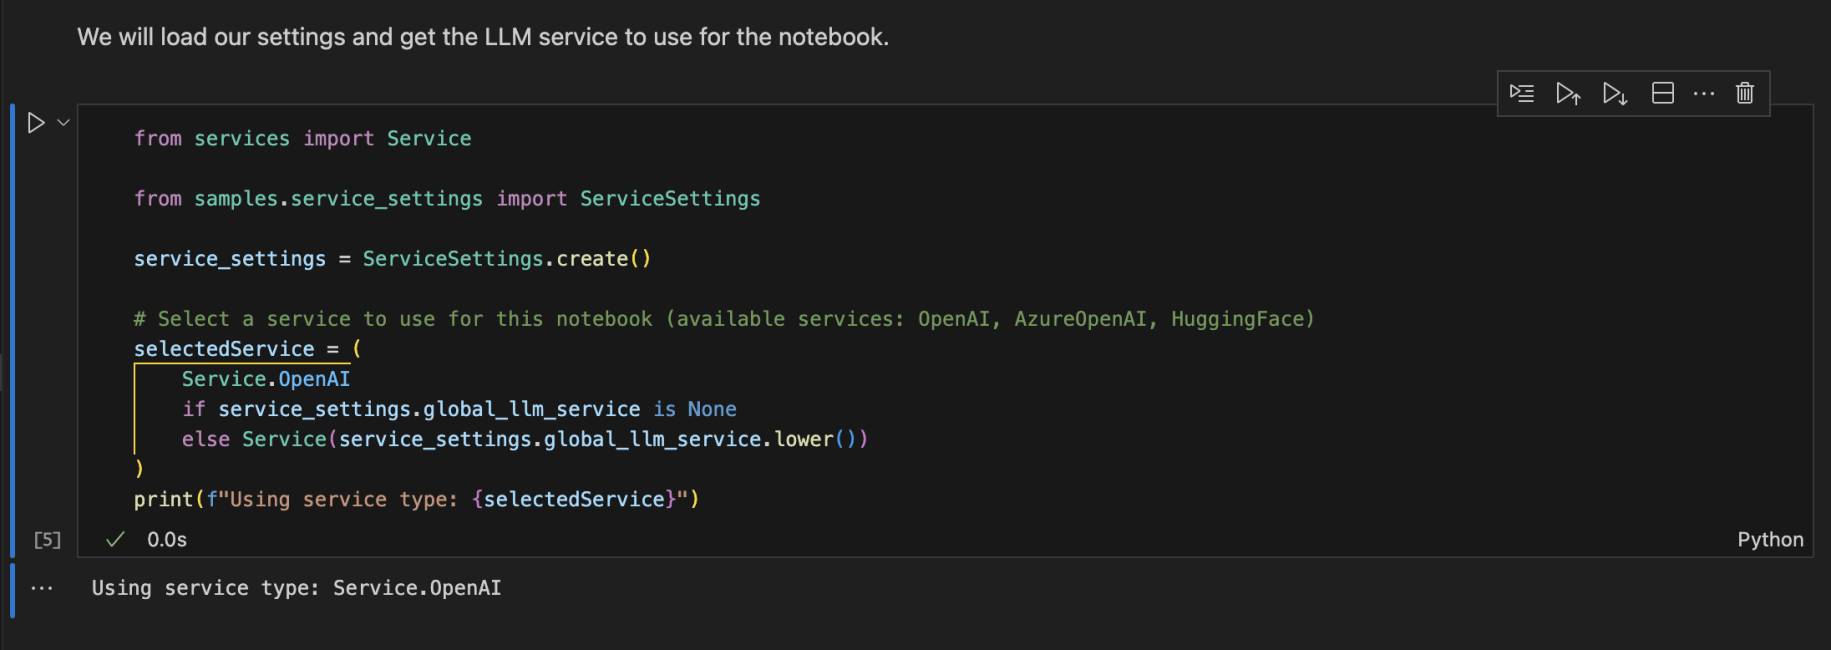 We will load our settings and get the LLM service to use for the notebook.
from services import Service
from samples.service_settings import ServiceSettings
service_settings = ServiceSettings.create()
# Select a service to use for this notebook (available services: OpenAI, AzureOpenAI, HuggingFace)
selectedService = (
    Service.OpenAI
    if service_settings.global_llm_service is None
    else Service(service_settings.global_llm_service.lower())
)
print(f"Using service type: {selectedService}")
[5] 0.0s Python
Using service type: Service.OpenAI